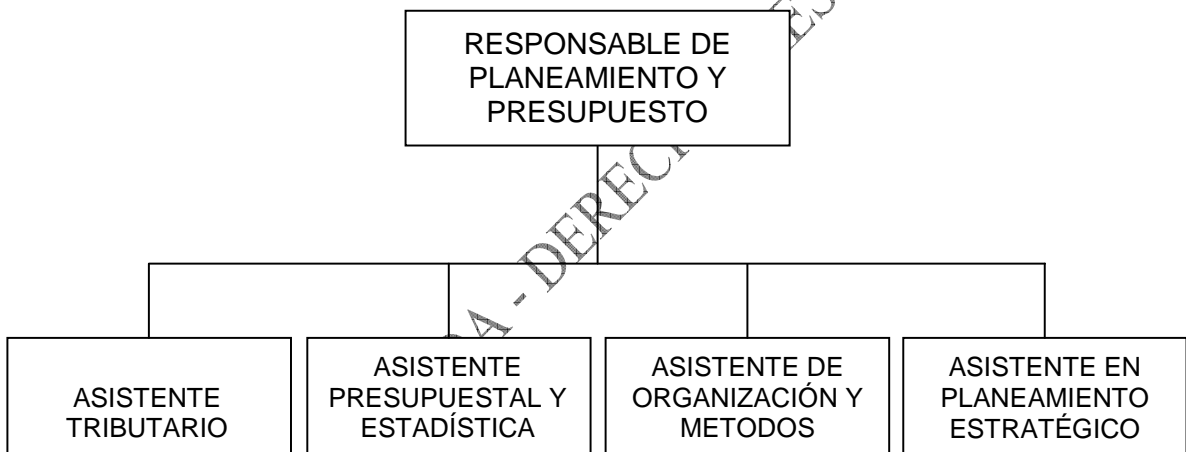 RESPONSABLE DE
PLANEAMIENTO Y
PRESUPUESTO
ASISTENTE
TRIBUTARIO
ASISTENTE
PRESUPUESTAL Y
ESTADÍSTICA
ASISTENTE DE
ORGANIZACIÓN Y
METODOS
ASISTENTE EN
PLANEAMIENTO
ESTRATÉGICO